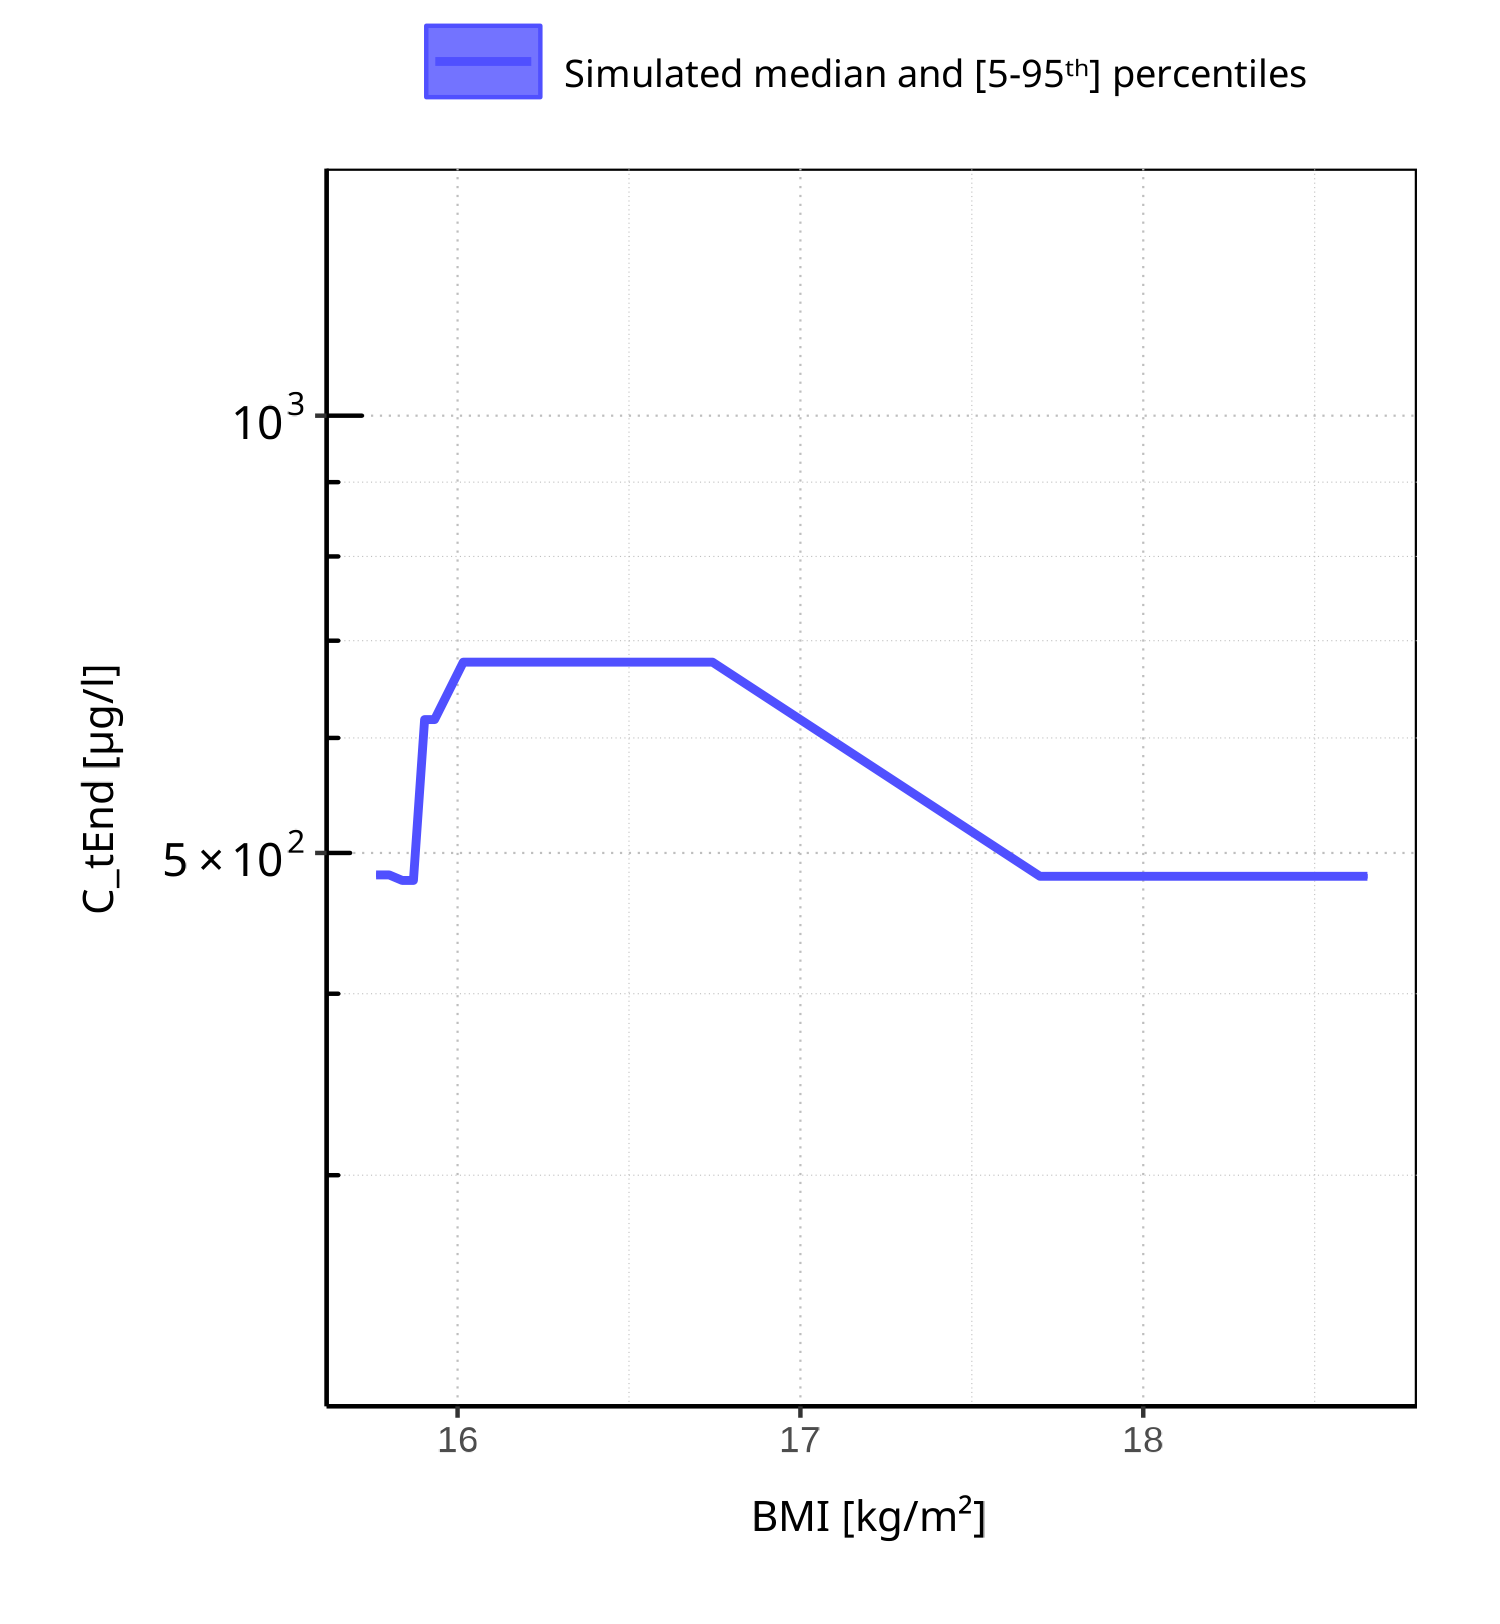 Simulated median and [5-95ᵗʰ] percentiles
10³
5 × 10²
C_tEnd [µg/l]
16 17 18
BMI [kg/m²]